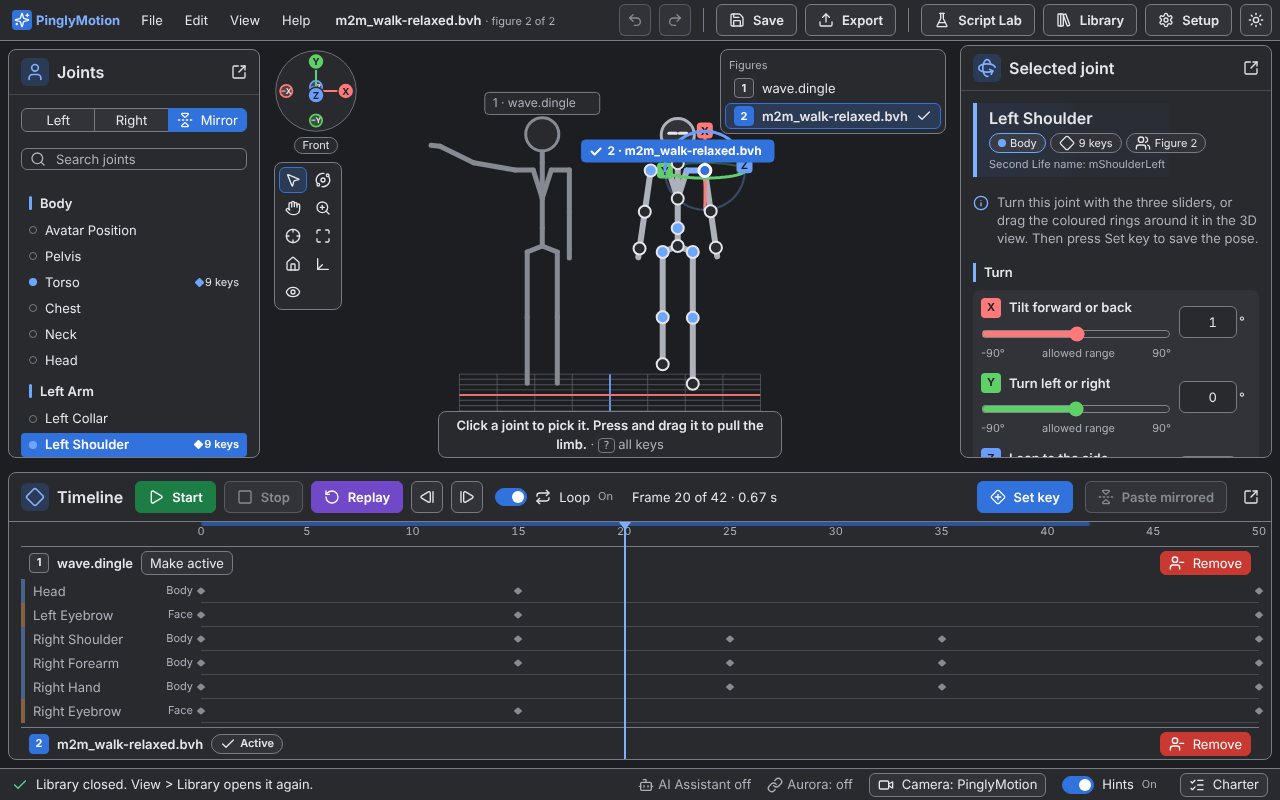 PinglyMotion File Edit View Help m2m_walk-relaxed.bvh · figure 2 of 2 Save Export Script Lab Library Setup
Joints
Left Right Mirror
Search joints
Body
Avatar Position
Pelvis
Torso 9 keys
Chest
Neck
Head
Left Arm
Left Collar
Left Shoulder 9 keys
Y
-X Z X
-Y
Front
1 · wave.dingle
2 · m2m_walk-relaxed.bvh
Figures
1 wave.dingle
2 m2m_walk-relaxed.bvh
Click a joint to pick it. Press and drag it to pull the
limb. · ? all keys
Selected joint
Left Shoulder
Body 9 keys Figure 2
Second Life name: mShoulderLeft
Turn this joint with the three sliders, or
drag the coloured rings around it in the 3D
view. Then press Set key to save the pose.
Turn
X Tilt forward or back 1 °
-90° allowed range 90°
Y Turn left or right 0 °
-90° allowed range 90°
Timeline Start Stop Replay Loop On Frame 20 of 42 · 0.67 s Set key Paste mirrored
0 5 10 15 20 25 30 35 40 45 50
1 wave.dingle Make active Remove
Head Body
Left Eyebrow Face
Right Shoulder Body
Right Forearm Body
Right Hand Body
Right Eyebrow Face
2 m2m_walk-relaxed.bvh Active Remove
Library closed. View > Library opens it again. AI Assistant off Aurora: off Camera: PinglyMotion Hints On Charter